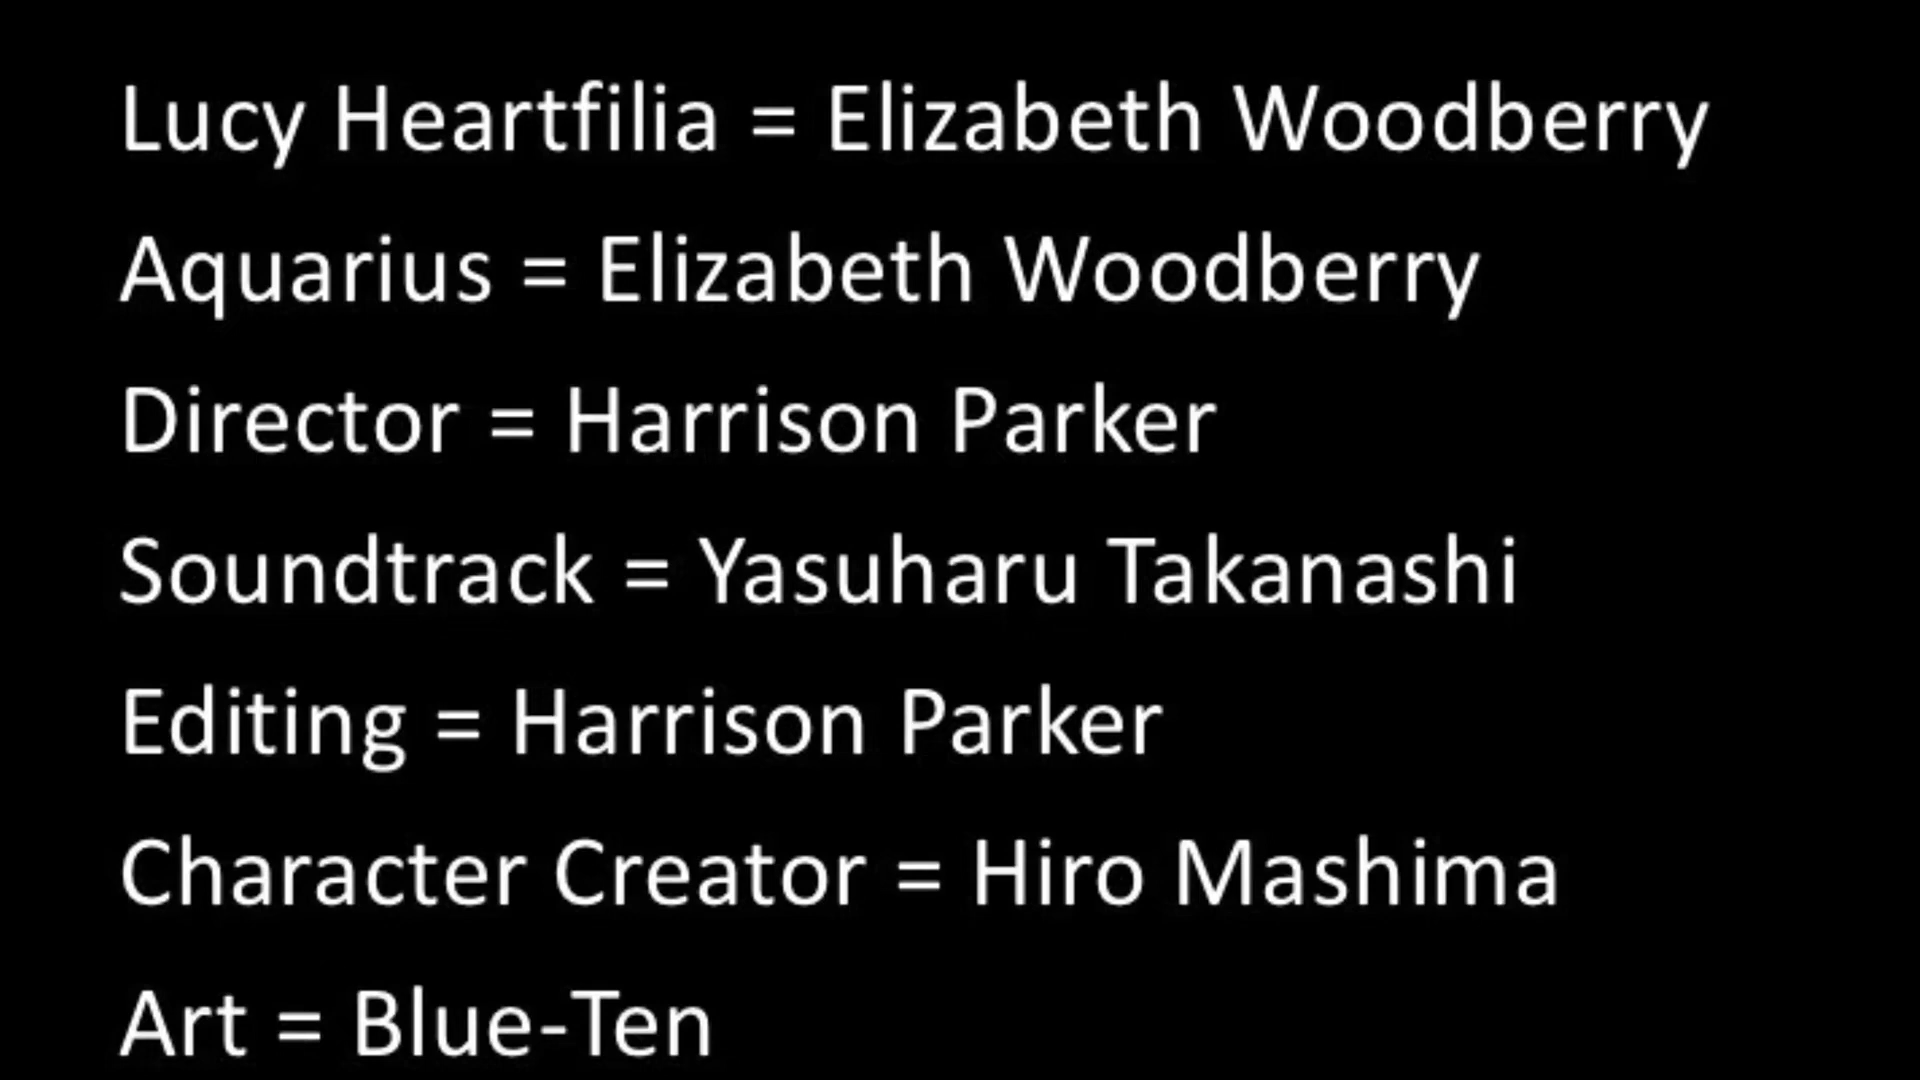 Lucy Heartfilia = Elizabeth Woodberry
Aquarius = Elizabeth Woodberry
Director = Harrison Parker
Soundtrack = Yasuharu Takanashi
Editing = Harrison Parker
Character Creator = Hiro Mashima
Art = Blue-Ten